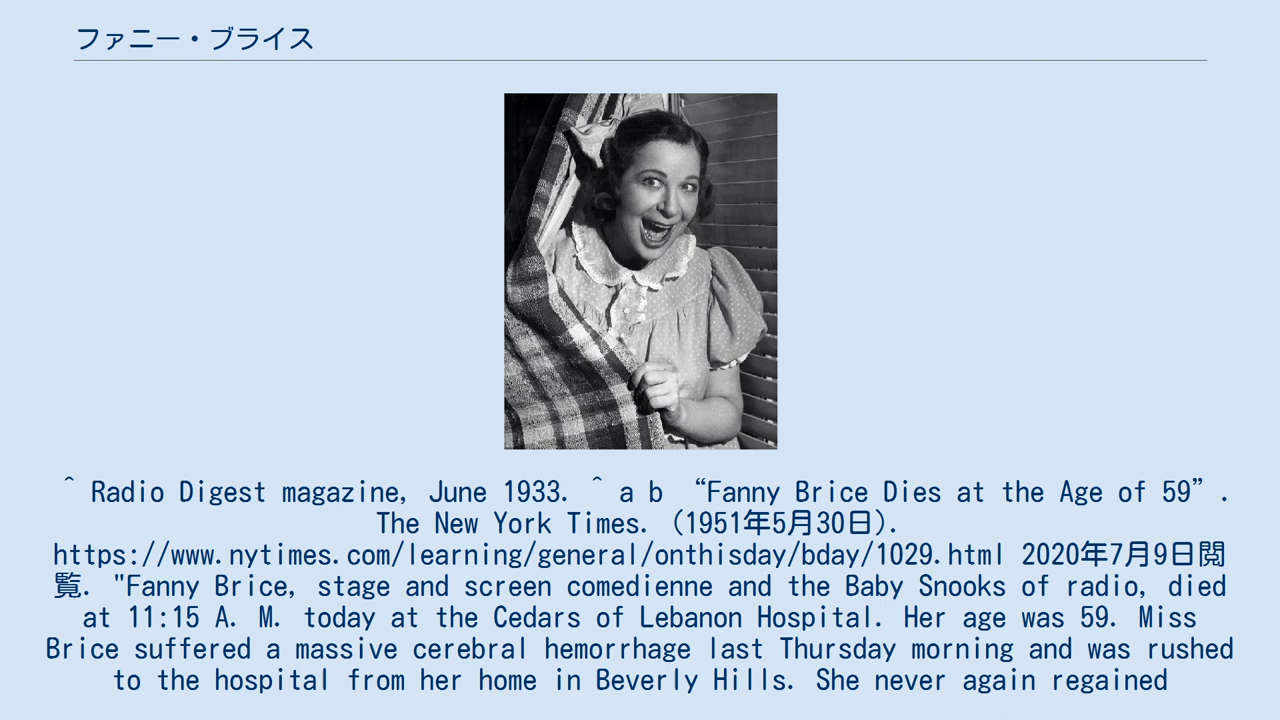 ファニー・ブライス
^ Radio Digest magazine, June 1933. ^ a b “Fanny Brice Dies at the Age of 59”.
The New York Times. (1951年5月30日).
https://www.nytimes.com/learning/general/onthisday/bday/1029.html 2020年7月9日閲
覧. "Fanny Brice, stage and screen comedienne and the Baby Snooks of radio, died
at 11:15 A. M. today at the Cedars of Lebanon Hospital. Her age was 59. Miss
Brice suffered a massive cerebral hemorrhage last Thursday morning and was rushed
to the hospital from her home in Beverly Hills. She never again regained